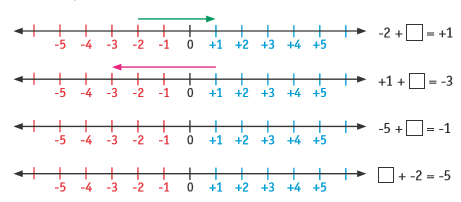 -5 -4 -3 -2 -1 0 +1 +2 +3 +4 +5 -2 + □ = +1
-5 -4 -3 -2 -1 0 +1 +2 +3 +4 +5 +1 + □ = -3
-5 -4 -3 -2 -1 0 +1 +2 +3 +4 +5 -5 + □ = -1
-5 -4 -3 -2 -1 0 +1 +2 +3 +4 +5 □ + -2 = -5